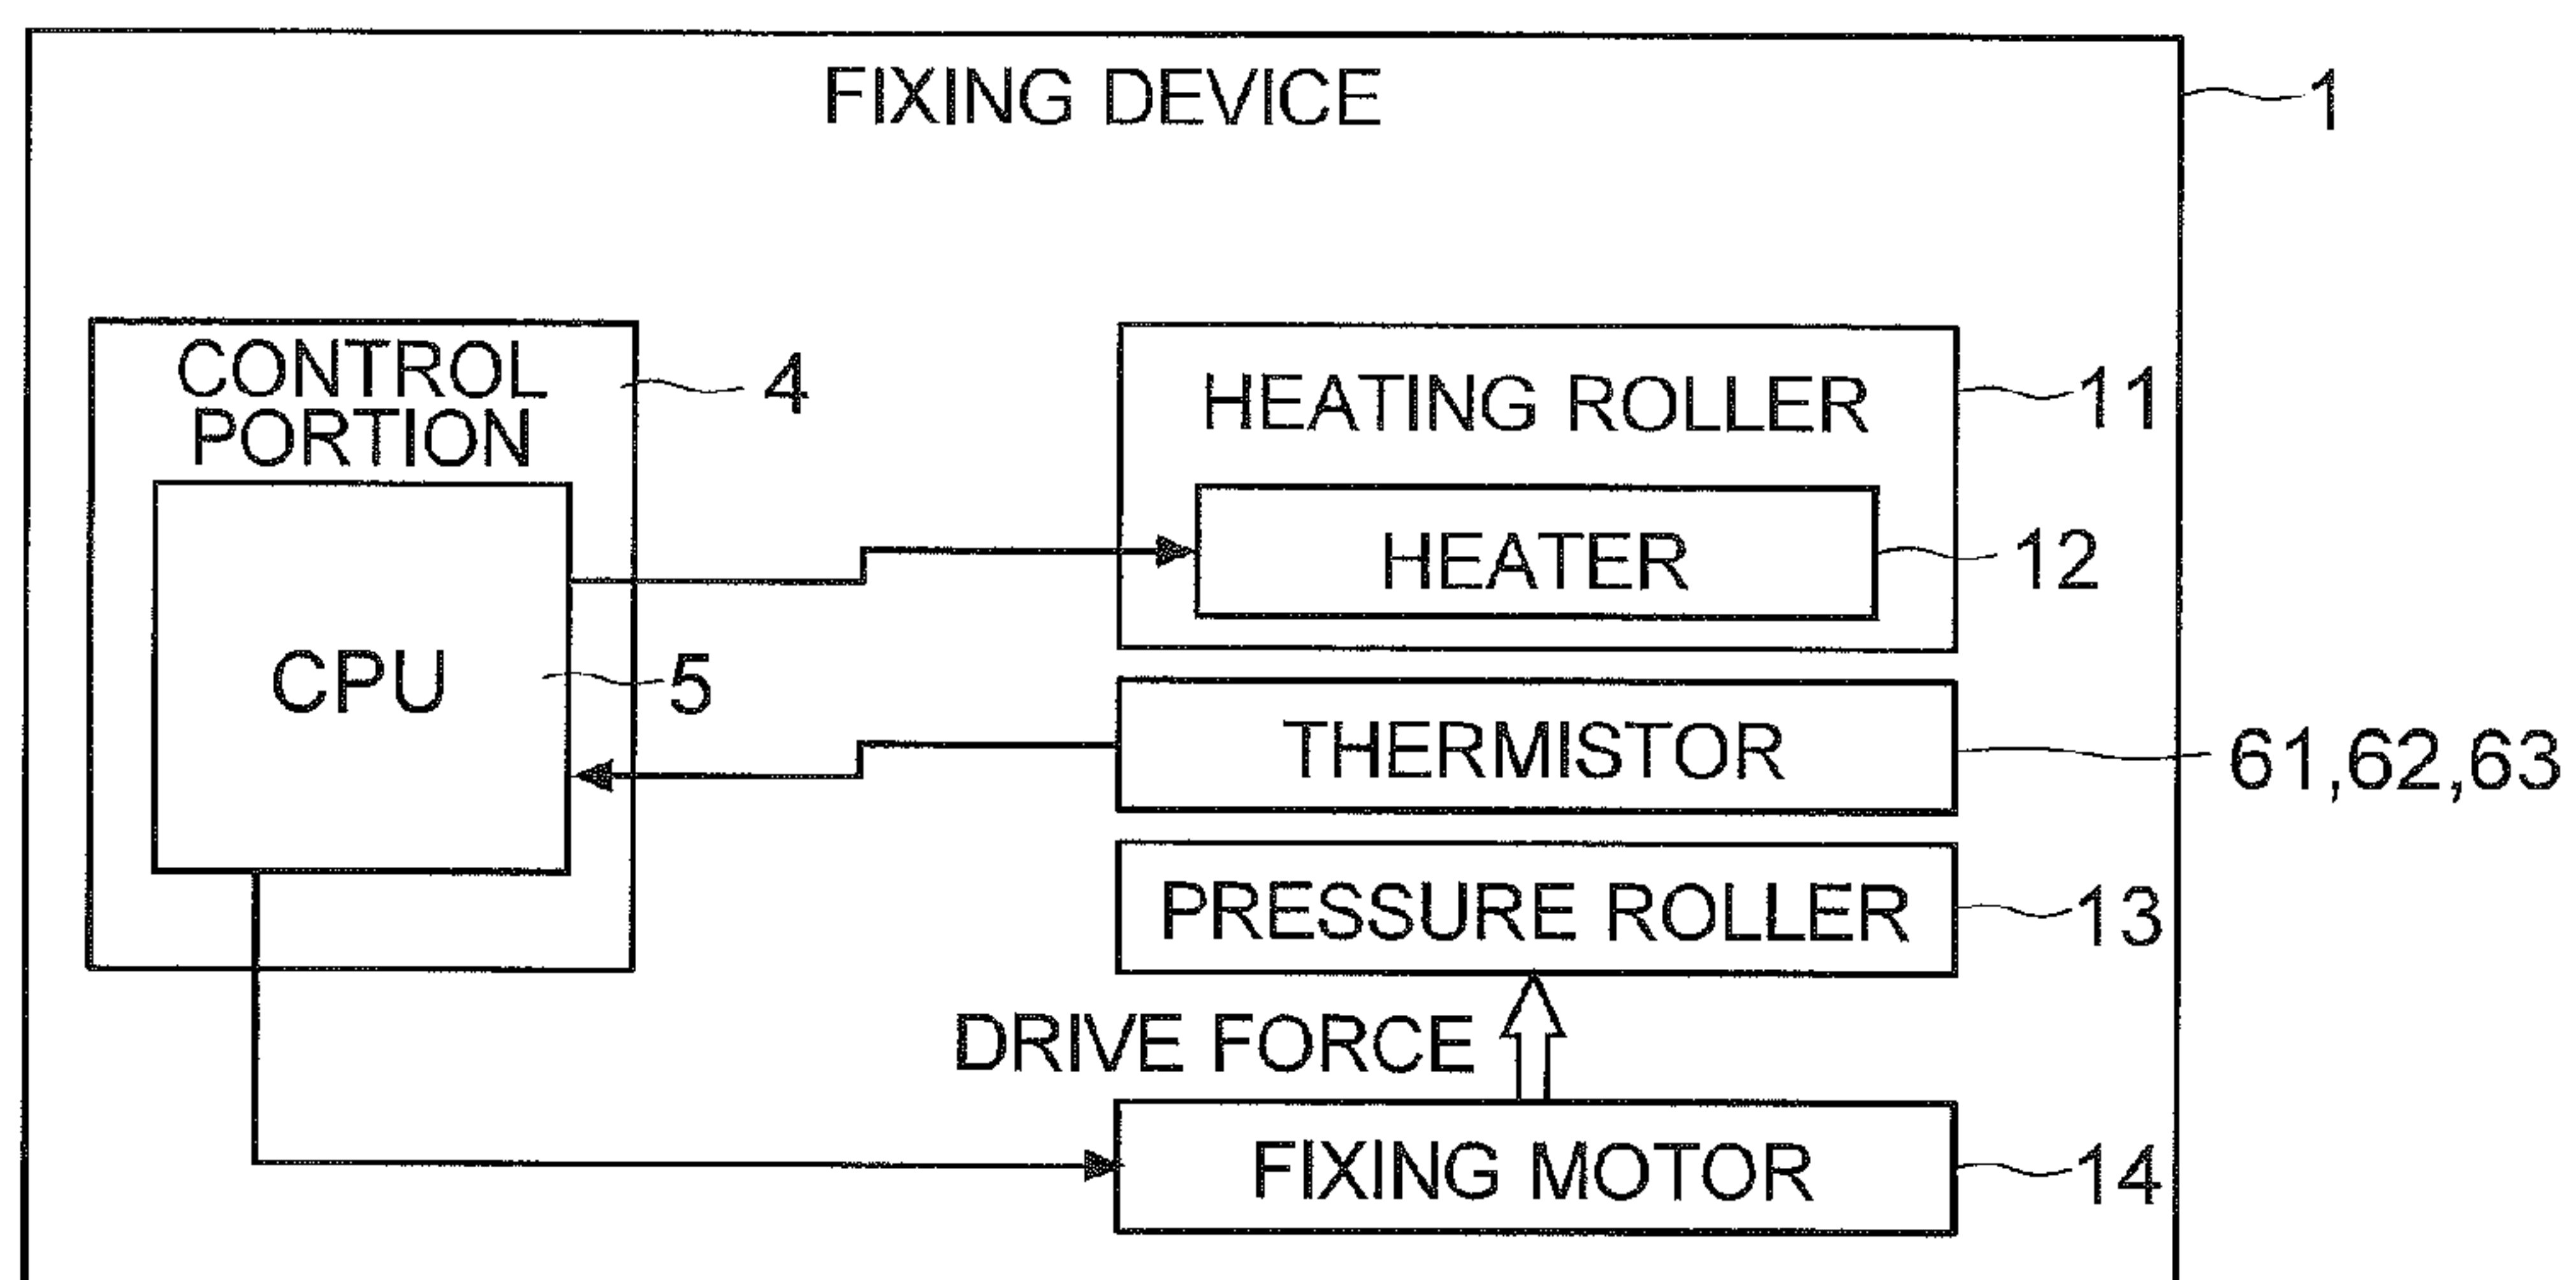 FIXING DEVICE
1
CONTROL
PORTION
4
CPU
5
HEATING ROLLER
11
HEATER
12
THERMISTOR
61,62,63
PRESSURE ROLLER
13
DRIVE FORCE
FIXING MOTOR
14